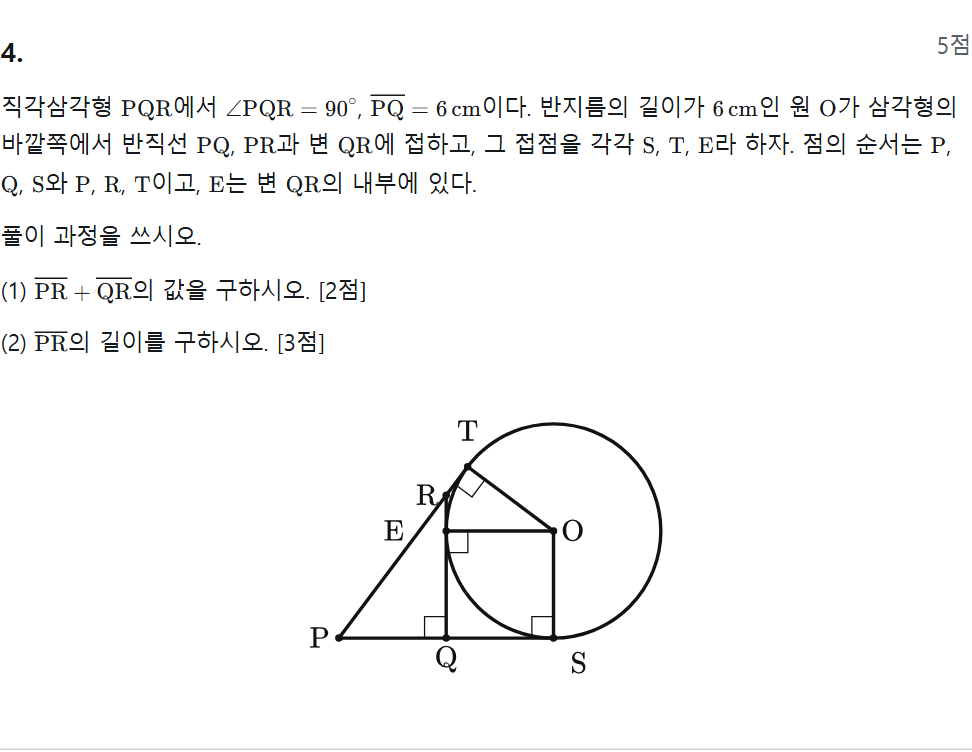 4.
5점
직각삼각형 PQR에서 ∠PQR = 90°, P͞Q͞ = 6 cm이다. 반지름의 길이가 6 cm인 원 O가 삼각형의
바깥쪽에서 반직선 PQ, PR과 변 QR에 접하고, 그 접점을 각각 S, T, E라 하자. 점의 순서는 P,
Q, S와 P, R, T이고, E는 변 QR의 내부에 있다.
풀이 과정을 쓰시오.
(1) P͞R͞ + Q͞R͞의 값을 구하시오. [2점]
(2) P͞R͞의 길이를 구하시오. [3점]
T
R
E
O
P
Q
S